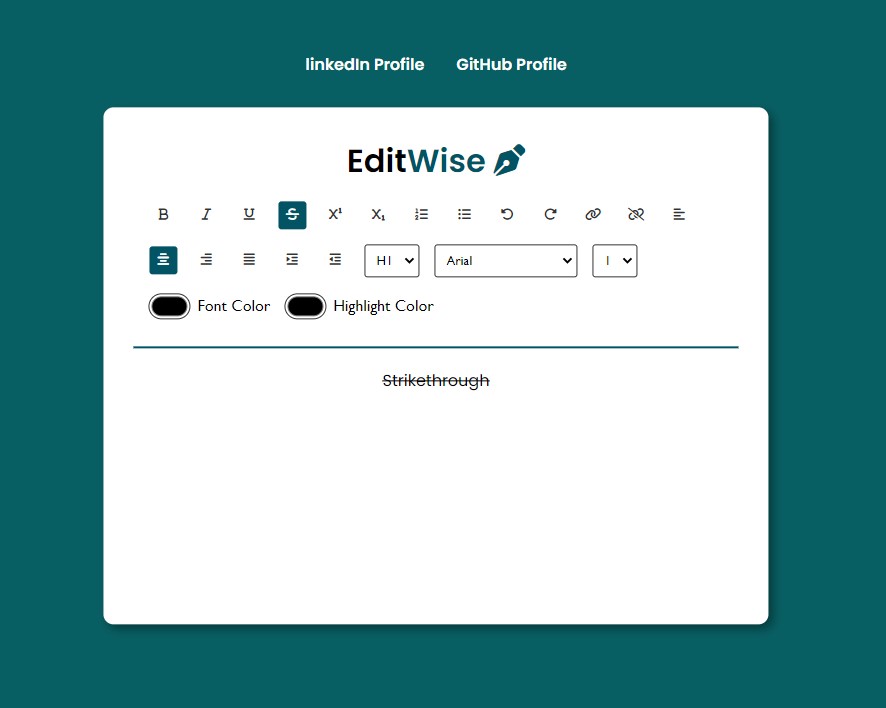 linkedIn Profile GitHub Profile
EditWise
B I U S X¹ X₁
H1 Arial 1
Font Color Highlight Color
Strikethrough